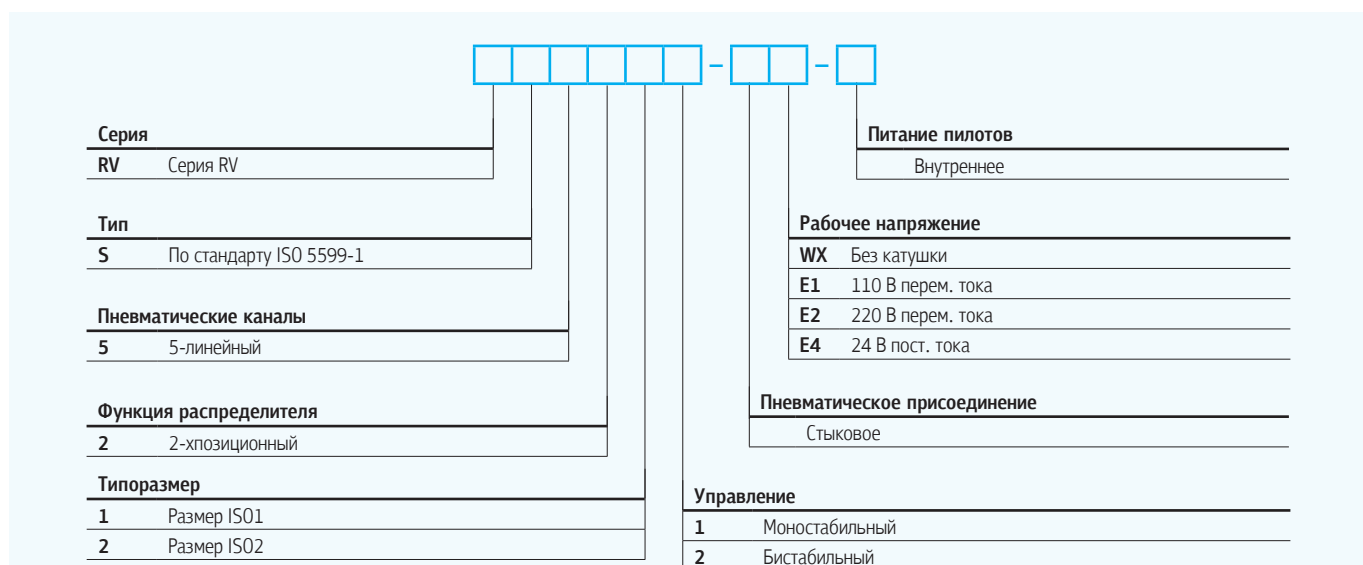 – –
Серия
RV Серия RV
Тип
S По стандарту ISO 5599-1
Пневматические каналы
5 5-линейный
Функция распределителя
2 2-хпозиционный
Типоразмер
1 Размер ISO1
2 Размер ISO2
Питание пилотов
Внутреннее
Рабочее напряжение
WX Без катушки
E1 110 В перем. тока
E2 220 В перем. тока
E4 24 В пост. тока
Пневматическое присоединение
Стыковое
Управление
1 Моностабильный
2 Бистабильный